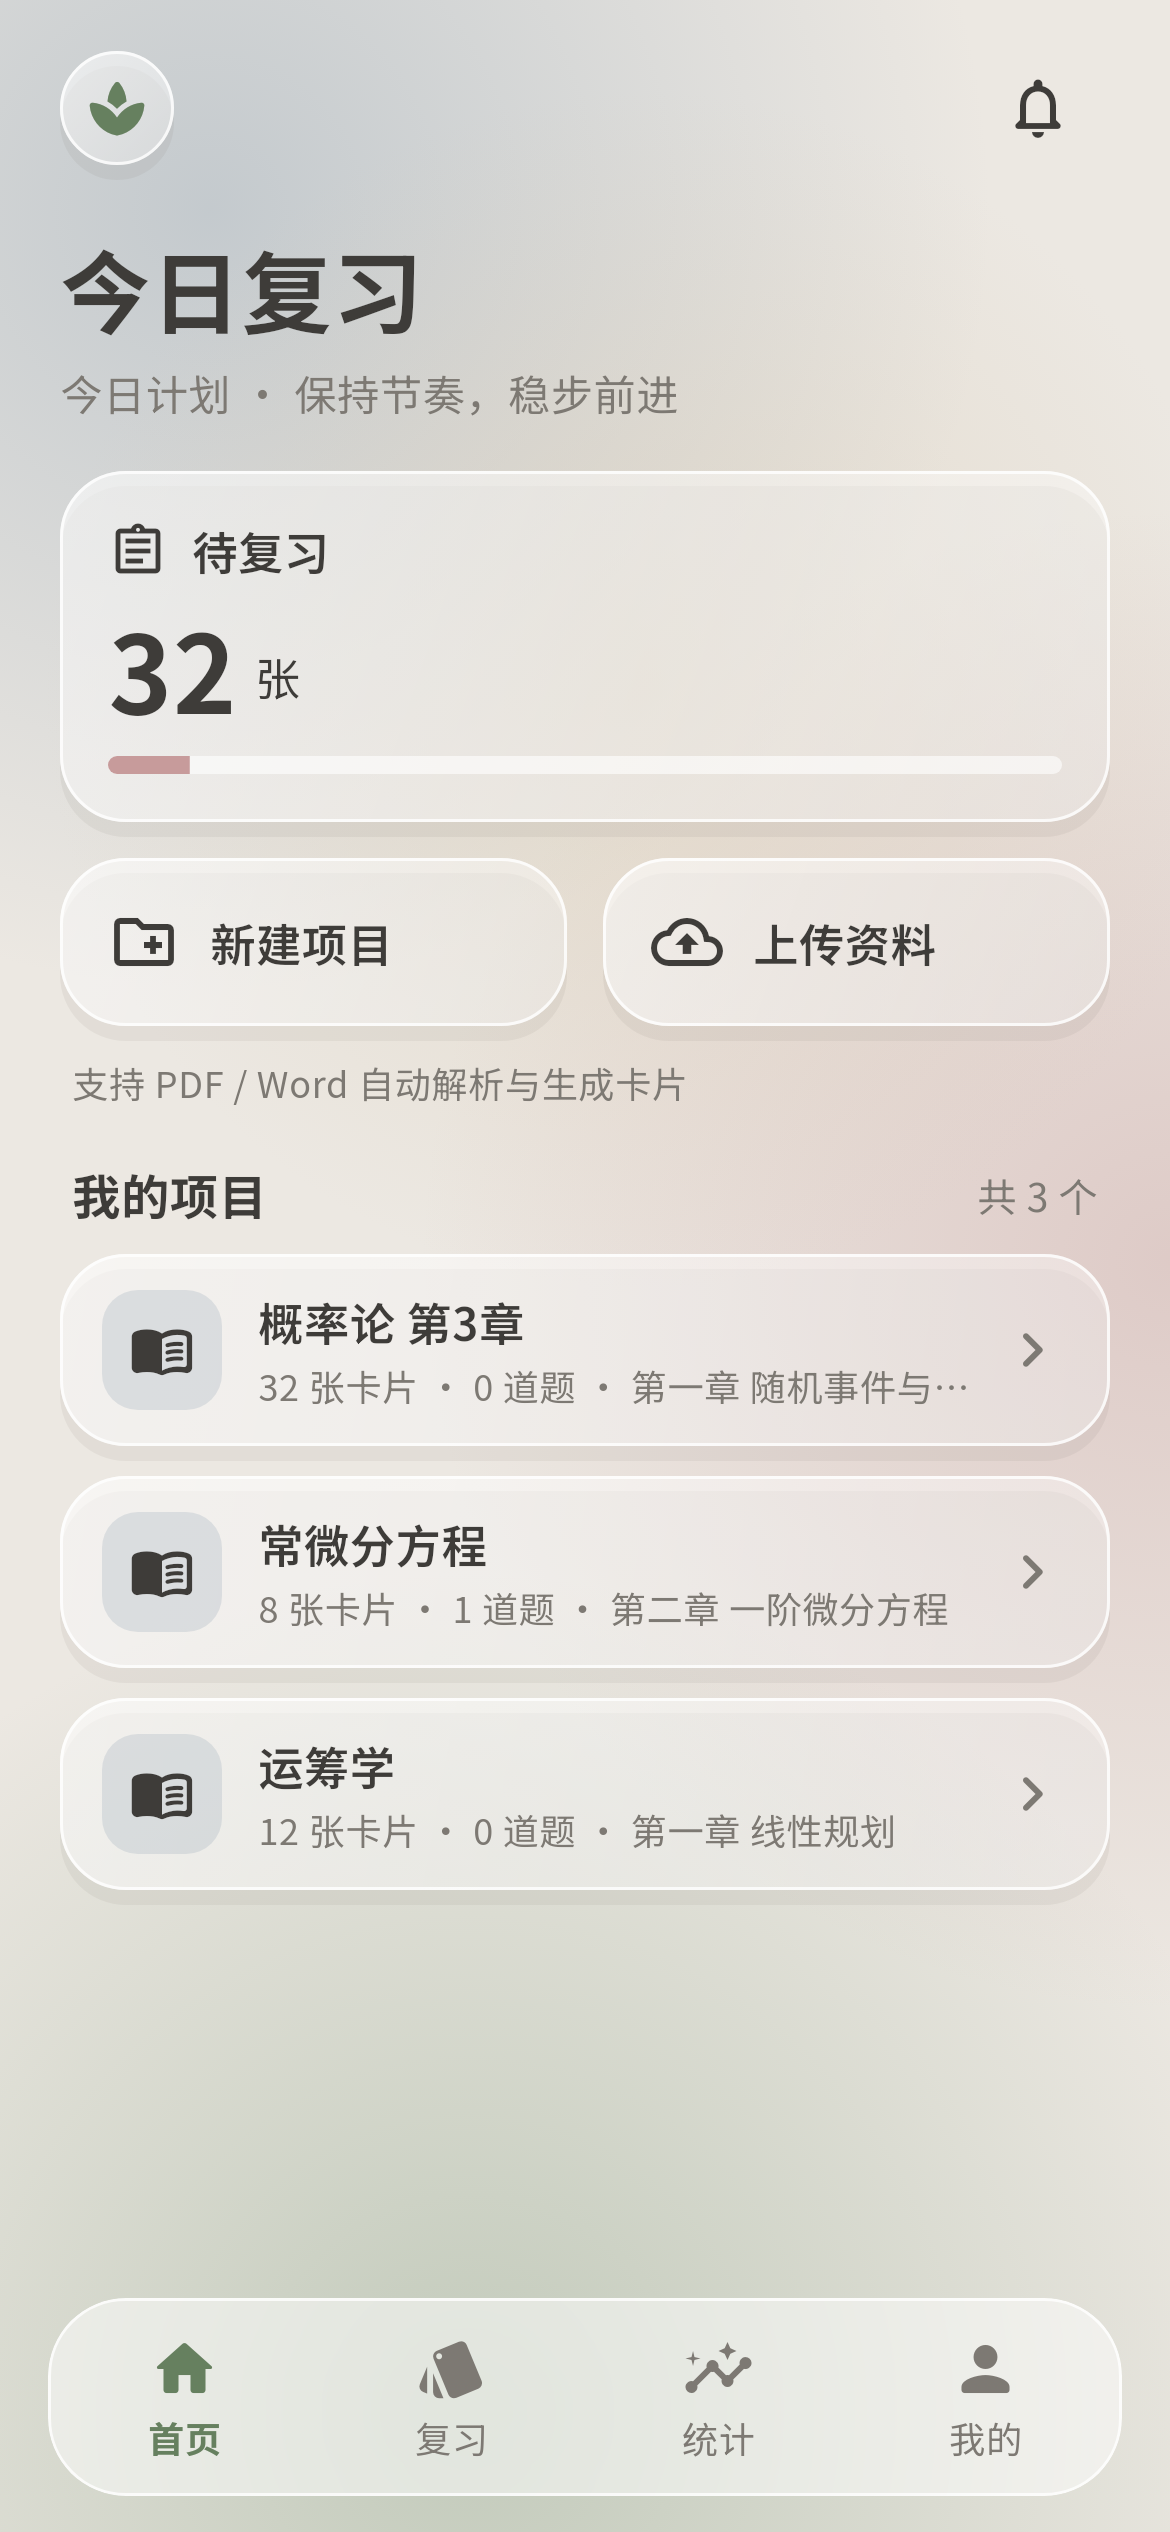 今日复习
今日计划 • 保持节奏，稳步前进
待复习
32 张
新建项目
上传资料
支持 PDF / Word 自动解析与生成卡片
我的项目
共 3 个
概率论 第3章
32 张卡片 • 0 道题 • 第一章 随机事件与…
常微分方程
8 张卡片 • 1 道题 • 第二章 一阶微分方程
运筹学
12 张卡片 • 0 道题 • 第一章 线性规划
首页
复习
统计
我的